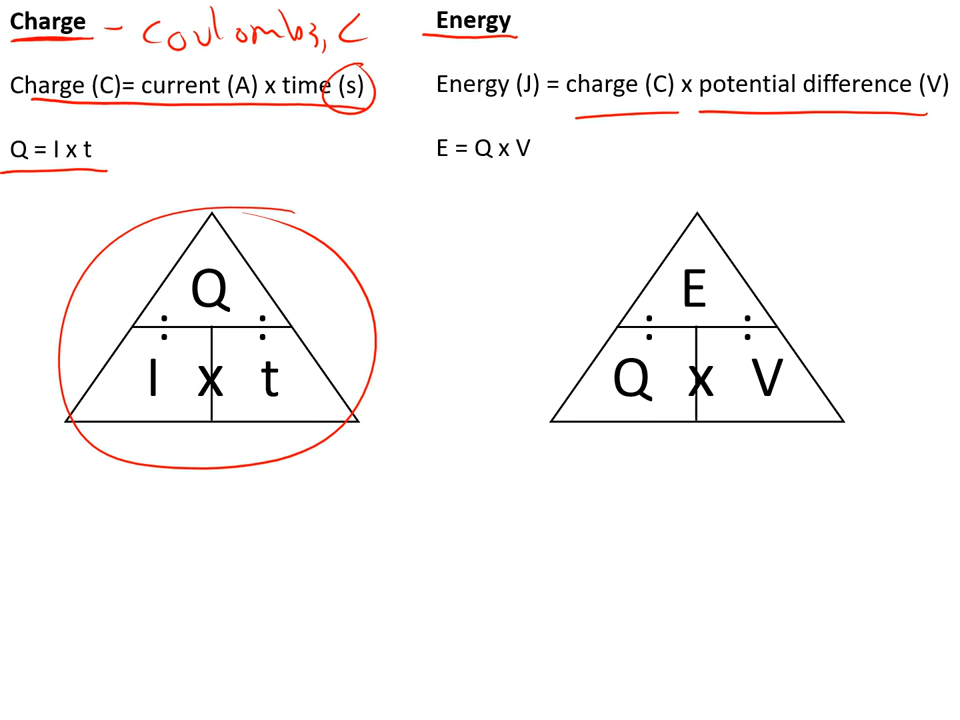 Charge - Coulombs, C
Charge (C)= current (A) x time (s)
Q = I x t
Q
: :
I x t
Energy
Energy (J) = charge (C) x potential difference (V)
E = Q x V
E
: :
Q x V